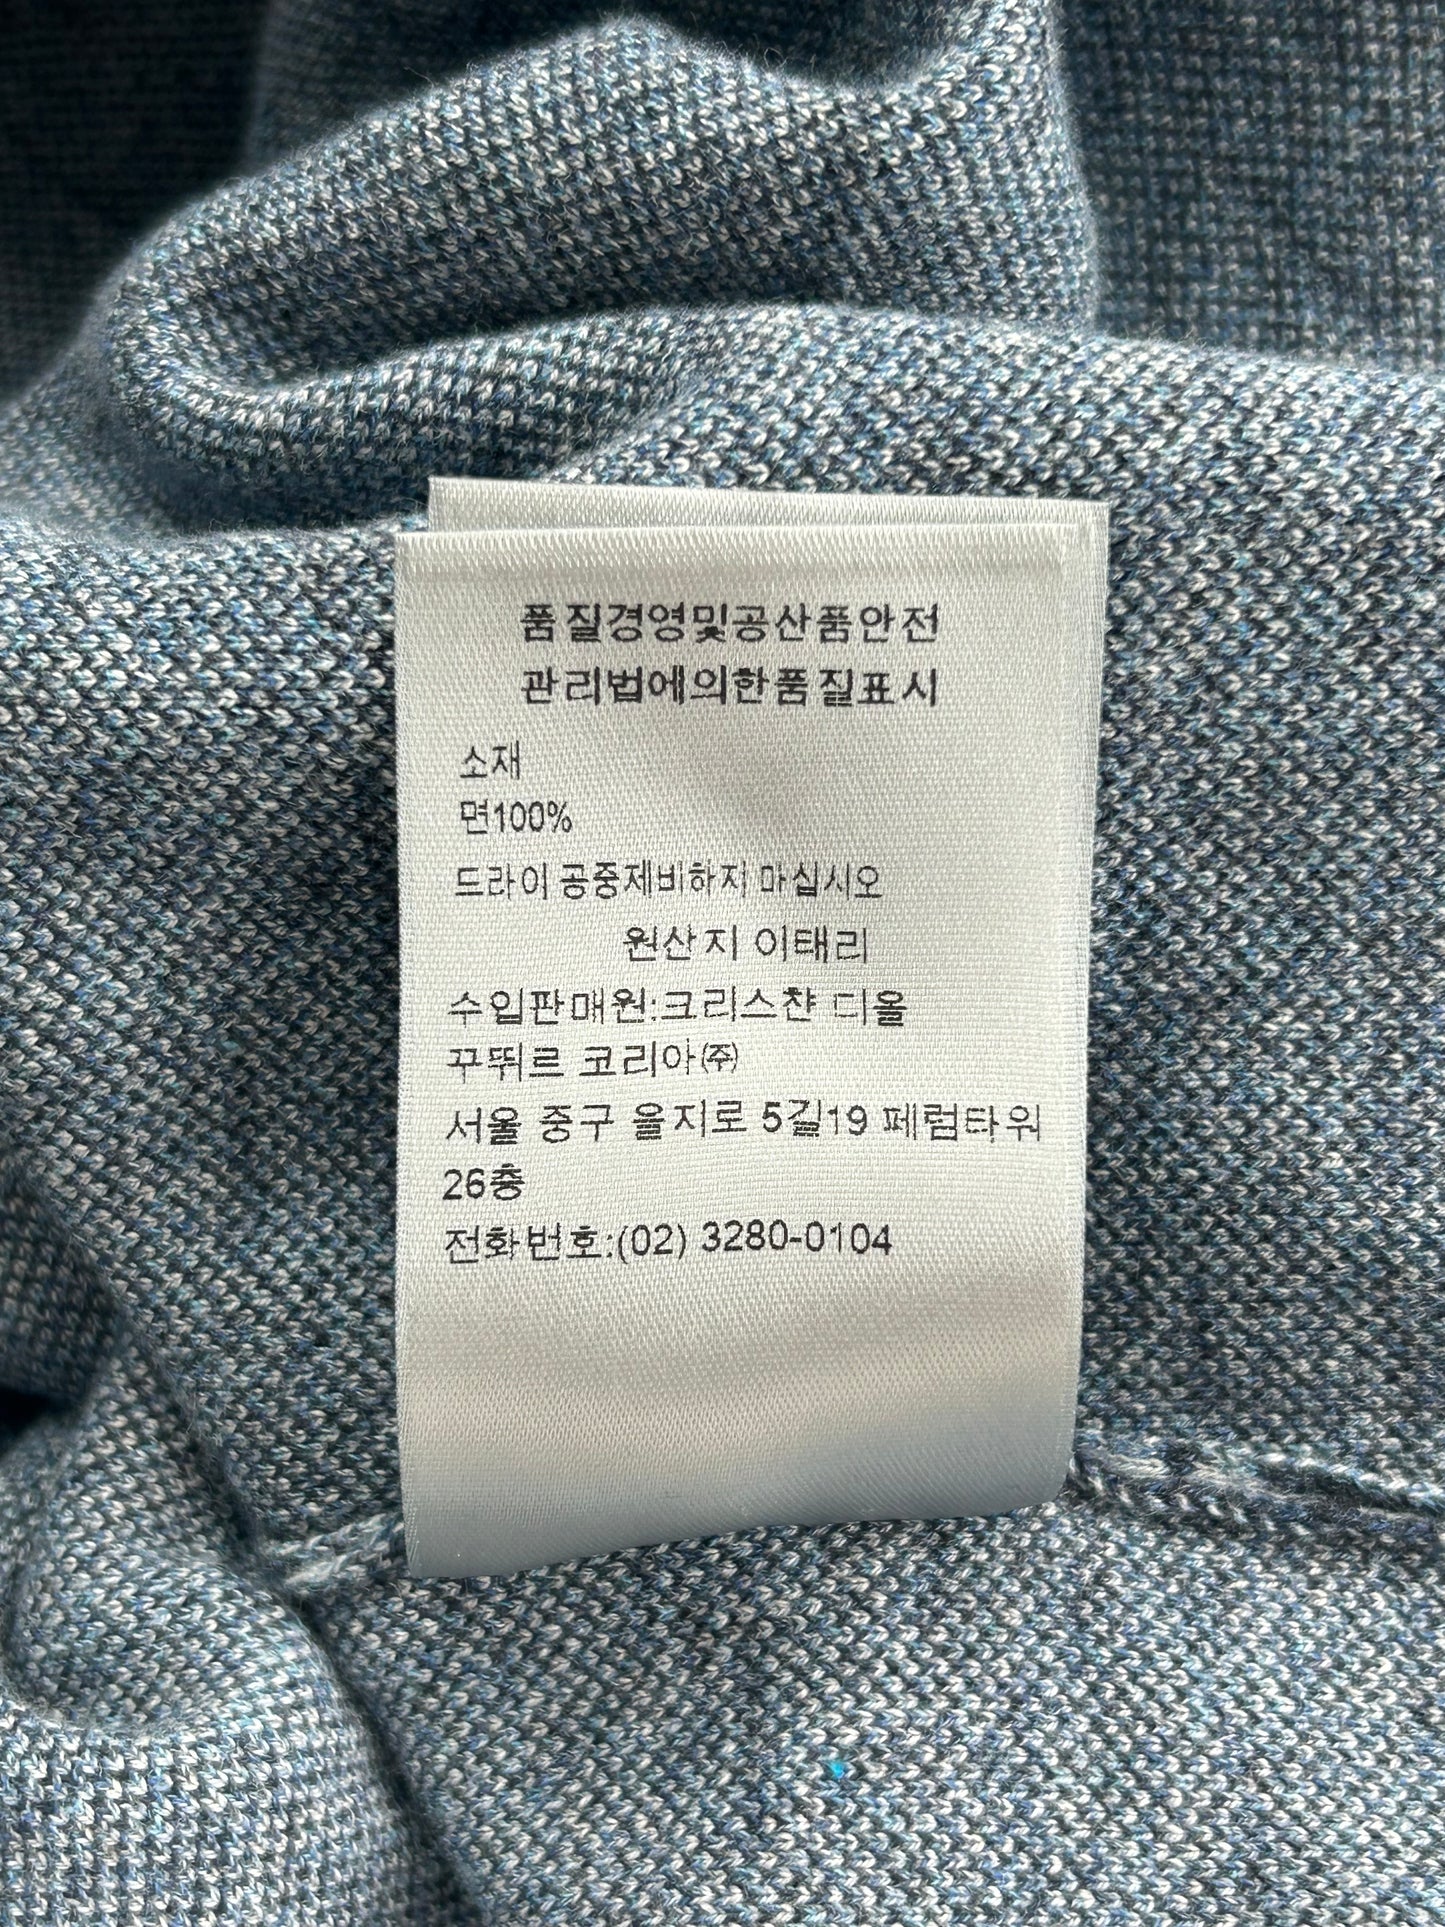 품질경영및공산품안전
관리법에의한품질표시
소재
면100%
드라이 공중제비하지 마십시오
원산지 이태리
수입판매원:크리스챤 디올
꾸뛰르 코리아㈜
서울 중구 을지로 5길19 페럼타워
26층
전화번호:(02) 3280-0104